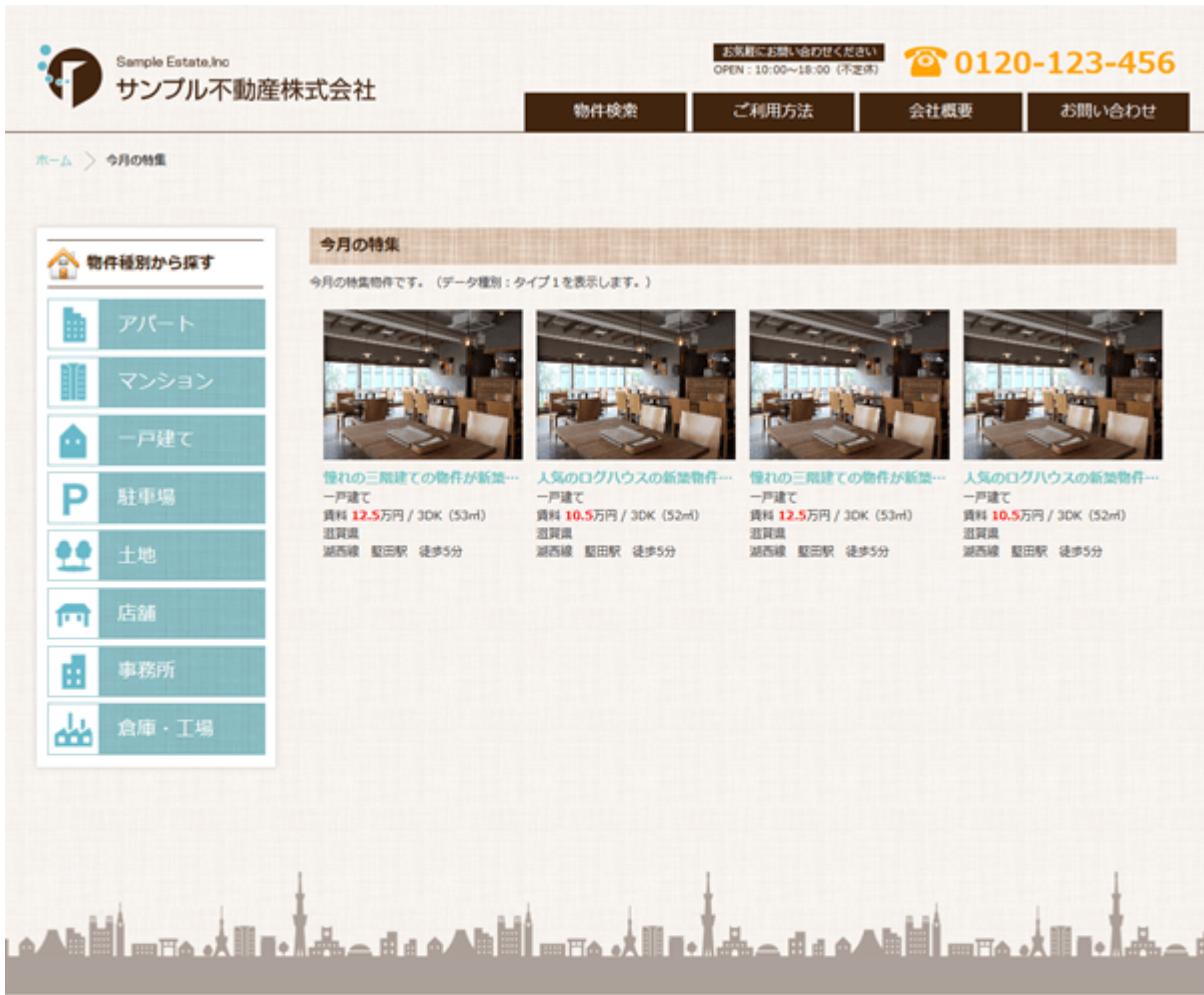 Sample Estate,Inc
サンプル不動産株式会社
お気軽にお問い合わせください
OPEN : 10:00～18:00 (不定休)
0120-123-456
物件検索
ご利用方法
会社概要
お問い合わせ
ホーム
今月の特集
物件種別から探す
アパート
マンション
一戸建て
P
駐車場
土地
店舗
事務所
倉庫・工場
今月の特集
今月の特集物件です。（データ種別：タイプ1を表示します。）
憧れの三階建ての物件が新築…
一戸建て
賃料 12.5万円 / 3DK（53㎡）
滋賀県
湖西線　堅田駅　徒歩5分
人気のログハウスの新築物件…
一戸建て
賃料 10.5万円 / 3DK（52㎡）
滋賀県
湖西線　堅田駅　徒歩5分
憧れの三階建ての物件が新築…
一戸建て
賃料 12.5万円 / 3DK（53㎡）
滋賀県
湖西線　堅田駅　徒歩5分
人気のログハウスの新築物件…
一戸建て
賃料 10.5万円 / 3DK（52㎡）
滋賀県
湖西線　堅田駅　徒歩5分